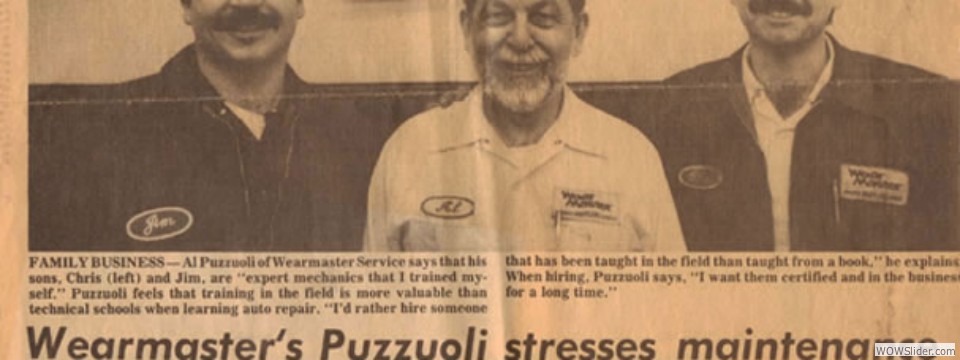 Jim
Al
Wear
Master
Wear
Master
FAMILY BUSINESS — Al Puzzuoli of Wearmaster Service says that his
sons, Chris (left) and Jim, are "expert mechanics that I trained my-
self." Puzzuoli feels that training in the field is more valuable than
technical schools when learning auto repair. "I'd rather hire someone
that has been taught in the field than taught from a book," he explains
When hiring, Puzzuoli says, "I want them certified and in the business
for a long time."
Wearmaster's Puzzuoli stresses maintenance
WOWSlider.com